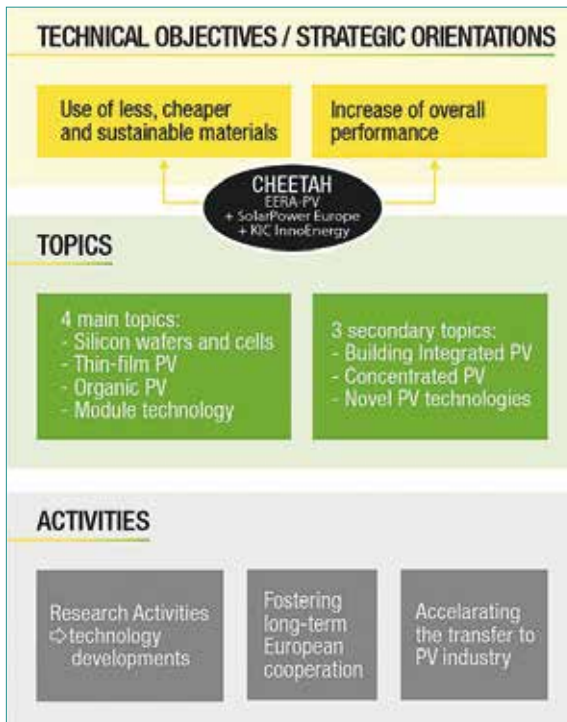 TECHNICAL OBJECTIVES / STRATEGIC ORIENTATIONS
Use of less, cheaper
and sustainable materials
Increase of overall
performance
CHEETAH
EERA-PV
+ SolarPower Europe
+ KIC InnoEnergy
TOPICS
4 main topics:
- Silicon wafers and cells
- Thin-film PV
- Organic PV
- Module technology
3 secondary topics:
- Building Integrated PV
- Concentrated PV
- Novel PV technologies
ACTIVITIES
Research Activities
⇨technology
developments
Fostering
long-term
European
cooperation
Accelarating
the transfer to
PV industry